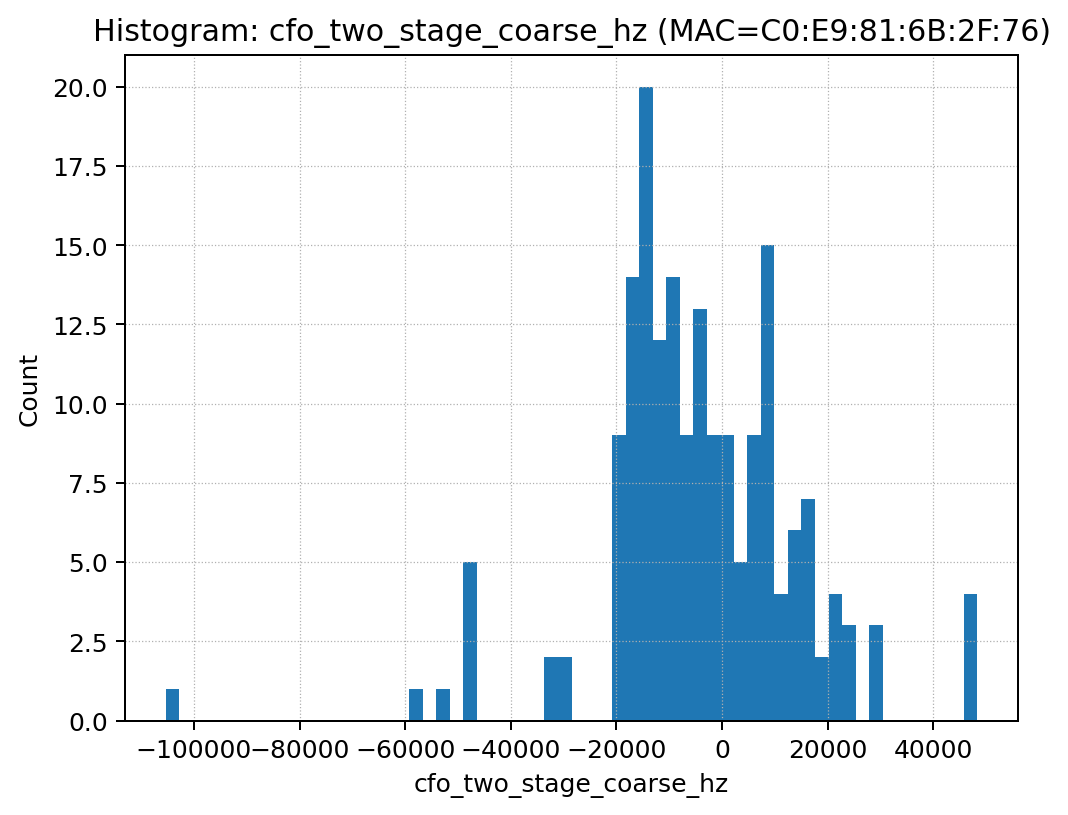 Histogram: cfo_two_stage_coarse_hz (MAC=C0:E9:81:6B:2F:76)
20.0
17.5
15.0
12.5
10.0
7.5
5.0
2.5
0.0
Count
−100000 −80000 −60000 −40000 −20000 0 20000 40000
cfo_two_stage_coarse_hz